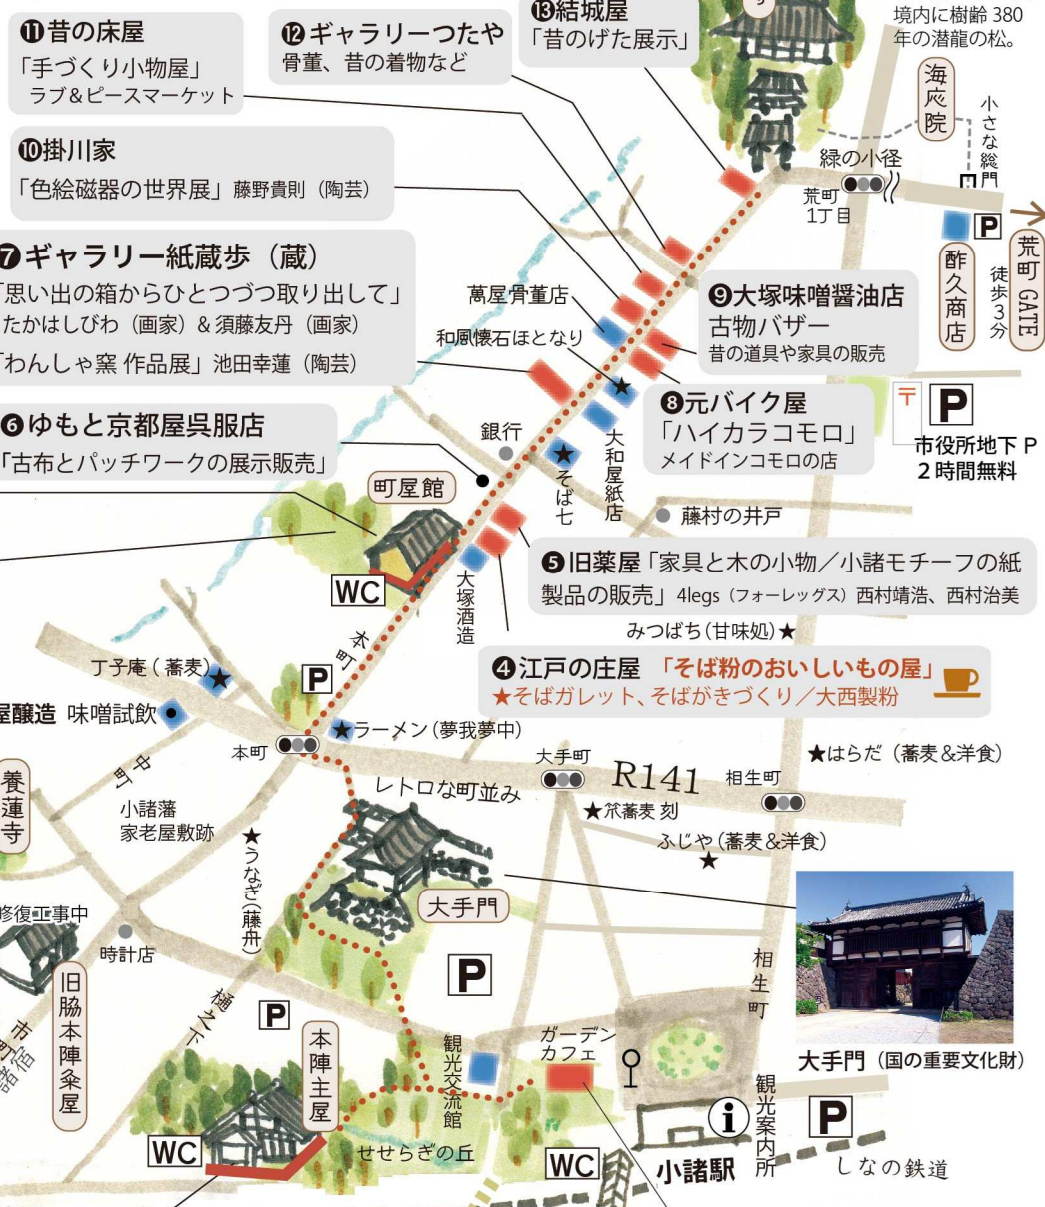 ⓫昔の床屋
「手づくり小物屋」
ラブ＆ピースマーケット
⓬ギャラリーつたや
骨董、昔の着物など
⓭結城屋
「昔のげた展示」
境内に樹齢380
年の潜龍の松。
海応院
小さな総門
緑の小径
荒町
1丁目
P
荒町GATE
徒歩3分
酢久商店
❿掛川家
「色絵磁器の世界展」藤野貴則（陶芸）
❼ギャラリー紙蔵歩（蔵）
「思い出の箱からひとつづつ取り出して」
たかはしびわ（画家）＆須藤友丹（画家）
「わんしゃ窯 作品展」池田幸蓮（陶芸）
萬屋骨董店
和風懐石ほとなり
❾大塚味噌醤油店
古物バザー
昔の道具や家具の販売
❽元バイク屋
「ハイカラコモロ」
メイドインコモロの店
〒
P
市役所地下P
2時間無料
❻ゆもと京都屋呉服店
「古布とパッチワークの展示販売」
銀行
★
★
そば七
大和屋紙店
町屋館
藤村の井戸
WC
大塚酒造
❺旧薬屋「家具と木の小物／小諸モチーフの紙
製品の販売」4legs（フォーレッグス）西村靖浩、西村治美
みつばち(甘味処)★
本町
❹江戸の庄屋 「そば粉のおいしいもの屋」
★そばガレット、そばがきづくり／大西製粉
丁子庵（蕎麦）★
P
屋醸造 味噌試飲
★ラーメン(夢我夢中)
本町
大手町
R141
相生町
★はらだ（蕎麦&洋食）
中町
レトロな町並み
養蓮寺
小諸藩
家老屋敷跡
★笊蕎麦 刻
ふじや(蕎麦&洋食)
★
★うなぎ(藤舟)
大手門
修復工事中
時計店
旧脇本陣粂屋
P
相生町
樋之下
P
市町
諸宿
本陣主屋
観光交流館
ガーデン
カフェ
大手門（国の重要文化財）
観光案内所
i
P
WC
せせらぎの丘
WC
小諸駅
しなの鉄道